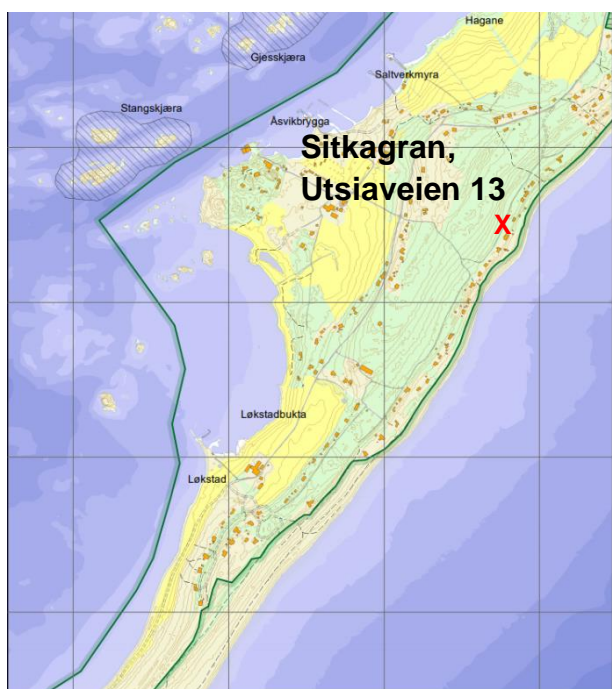 Hagane
Gjesskjæra
Saltverkmyra
Stangskjæra
Åsvikbrygga
Sitkagran,
Utsiaveien 13
X
Løkstadbukta
Løkstad